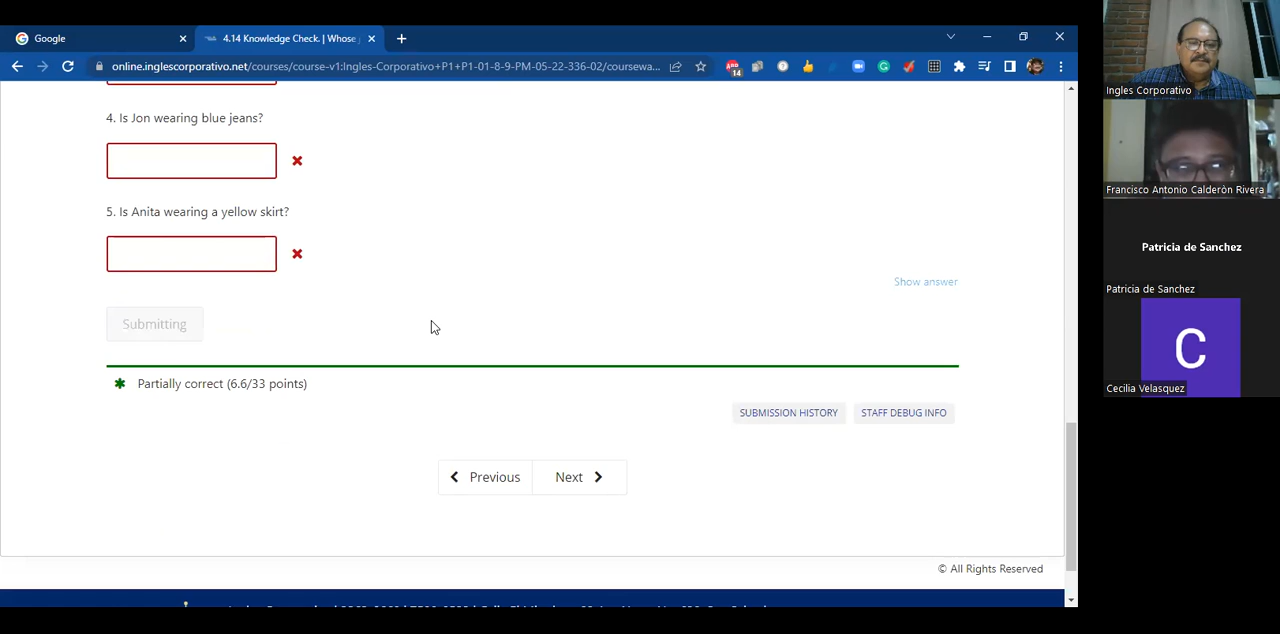 Google
4.14 Knowledge Check. | Whose
online.inglescorporativo.net/courses/course-v1:Ingles-Corporativo+P1+P1-01-8-9-PM-05-22-336-02/coursewa...
14
4. Is Jon wearing blue jeans?
5. Is Anita wearing a yellow skirt?
Show answer
Submitting
Partially correct (6.6/33 points)
SUBMISSION HISTORY
STAFF DEBUG INFO
Previous
Next
© All Rights Reserved
Ingles Corporativo
Francisco Antonio Calderòn Rivera
Patricia de Sanchez
Patricia de Sanchez
C
Cecilia Velasquez